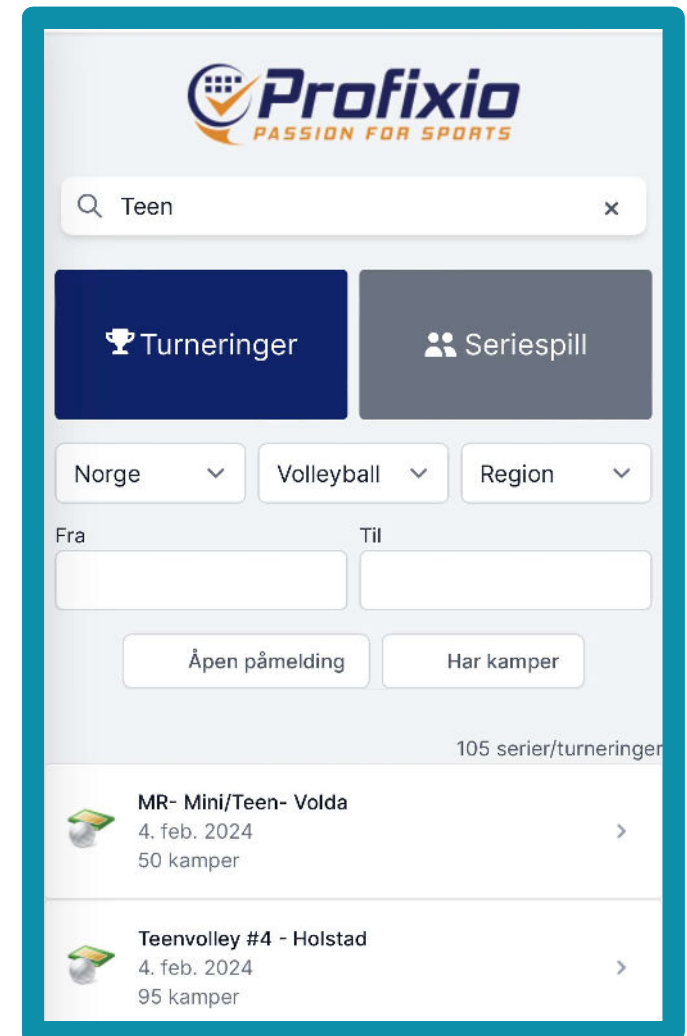 Profixio
PASSION FOR SPORTS
Teen
Turneringer
Seriespill
Norge
Volleyball
Region
Fra
Til
Åpen påmelding
Har kamper
105 serier/turneringer
MR- Mini/Teen- Volda
4. feb. 2024
50 kamper
Teenvolley #4 - Holstad
4. feb. 2024
95 kamper